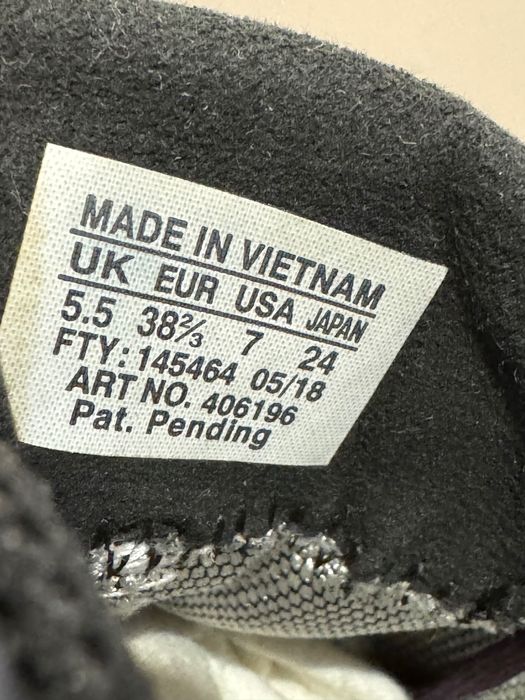 MADE IN VIETNAM
UK EUR USA JAPAN
5.5 38⅔ 7 24
FTY: 145464 05/18
ART NO. 406196
Pat. Pending